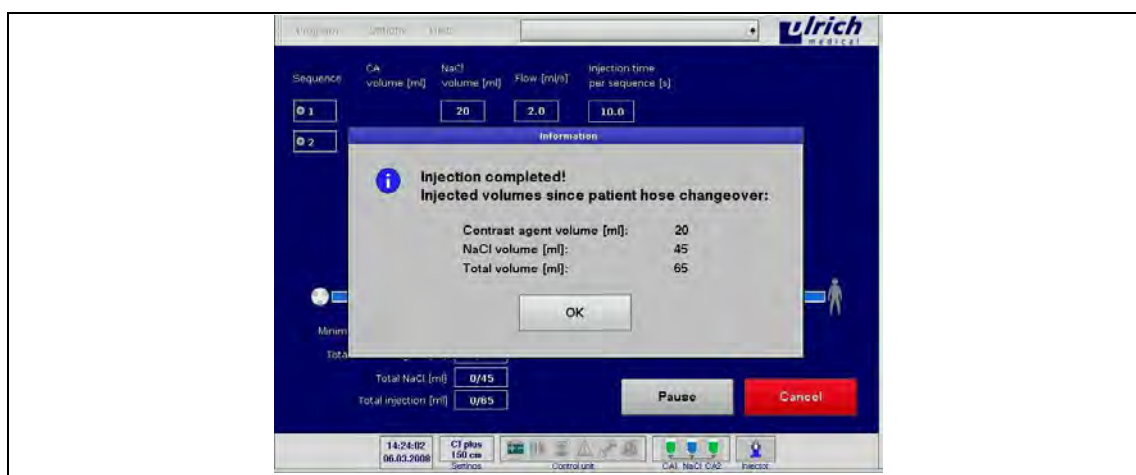 Program
ulrich
medical
Sequence
CA
volume [ml]
NaCl
volume [ml]
Flow [ml/s]
Injection time
per sequence [s]
1
20
2.0
10.0
2
Information
Injection completed!
Injected volumes since patient hose changeover:
Contrast agent volume [ml]: 20
NaCl volume [ml]: 45
Total volume [ml]: 65
OK
Minim
Tota
Total NaCl [ml] 0/45
Total injection [ml] 0/65
Pause
Cancel
14:24:02
06.03.2008
CT plus
150 cm
Settings
Control unit
CA1 NaCl CA2
Injector